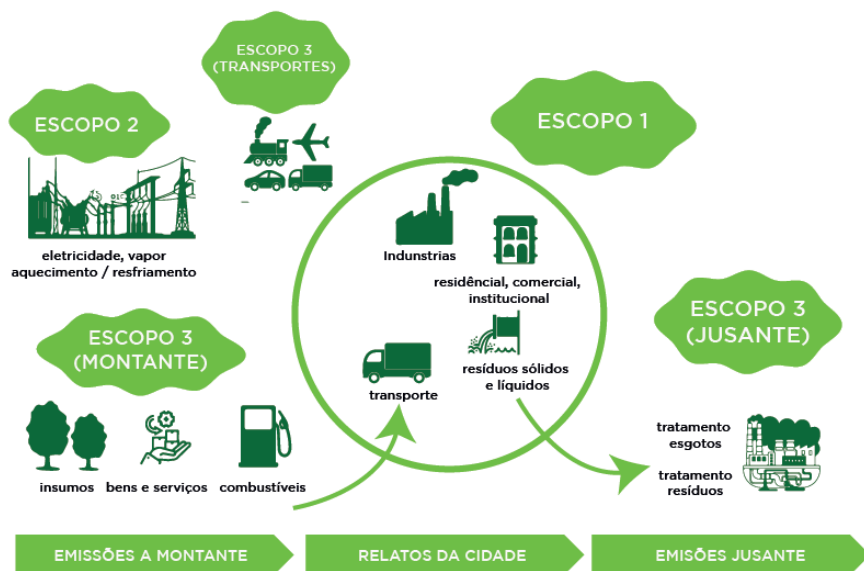 ESCOPO 3
(TRANSPORTES)
ESCOPO 2
ESCOPO 1
eletricidade, vapor
aquecimento / resfriamento
Indunstrias
residêncial, comercial,
institucional
ESCOPO 3
(MONTANTE)
ESCOPO 3
(JUSANTE)
transporte
resíduos sólidos
e líquidos
insumos
bens e serviços
combustíveis
tratamento
esgotos
tratamento
resíduos
EMISSÕES A MONTANTE
RELATOS DA CIDADE
EMISÕES JUSANTE